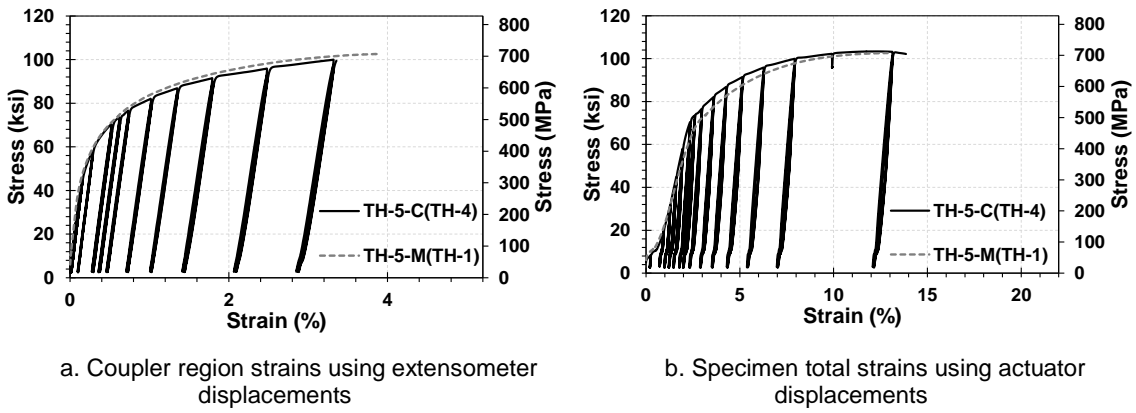 120
100
80
60
40
20
0
Stress (ksi)
800
700
600
500
400
300
200
100
0
Stress (MPa)
TH-5-C(TH-4)
TH-5-M(TH-1)
0
2
4
Strain (%)
120
100
80
60
40
20
0
Stress (ksi)
800
700
600
500
400
300
200
100
0
Stress (MPa)
TH-5-C(TH-4)
TH-5-M(TH-1)
0
5
10
15
20
Strain (%)
a. Coupler region strains using extensometer
displacements
b. Specimen total strains using actuator
displacements